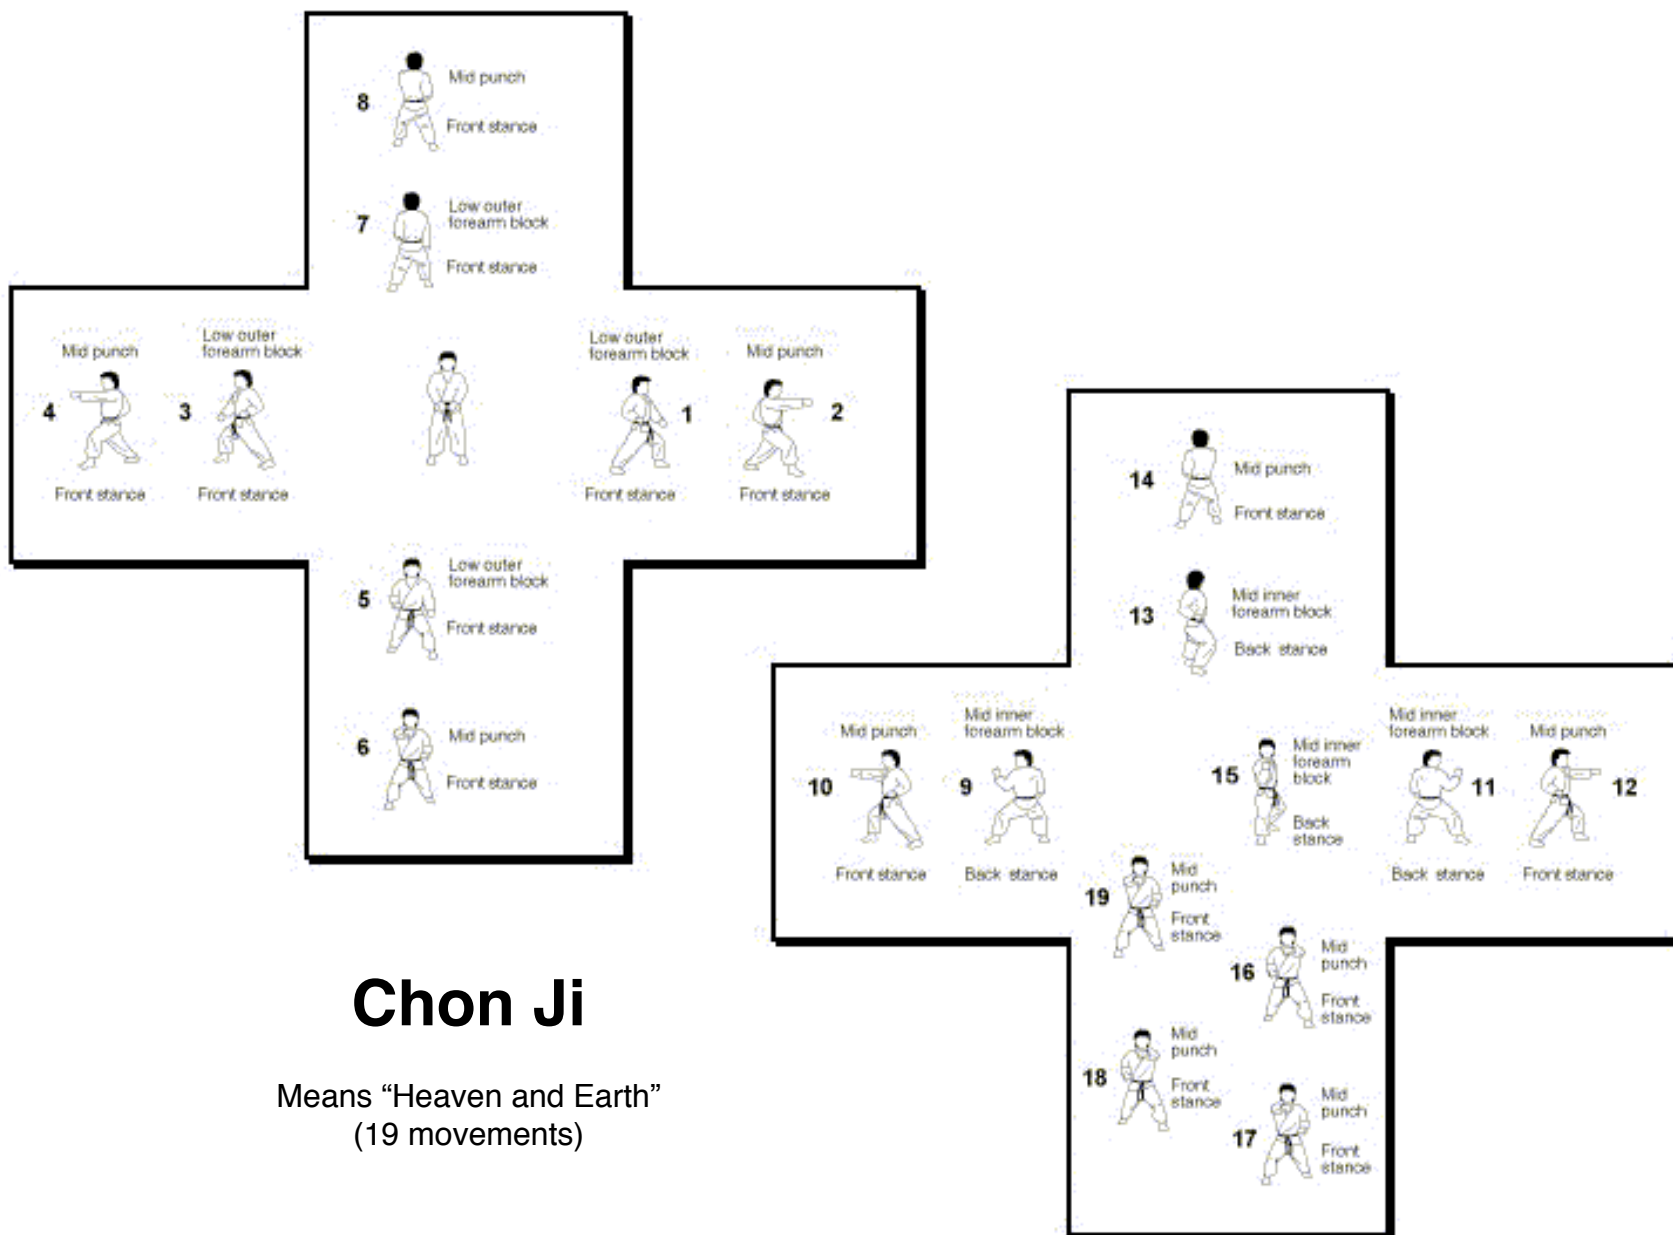 8
Mid punch
Front stance
7
Low outer
forearm block
Front stance
Mid punch
4
Front stance
Low outer
forearm block
3
Front stance
Low outer
forearm block
1
Front stance
Mid punch
2
Front stance
5
Low outer
forearm block
Front stance
6
Mid punch
Front stance
Chon Ji
Means “Heaven and Earth”
(19 movements)
14
Mid punch
Front stance
13
Mid inner
forearm block
Back stance
Mid punch
10
Front stance
Mid inner
forearm block
9
Back stance
15
Mid inner
forearm
block
Back
stance
Mid inner
forearm block
11
Back stance
Mid punch
12
Front stance
19
Mid
punch
Front
stance
16
Mid
punch
Front
stance
18
Mid
punch
Front
stance
17
Mid
punch
Front
stance